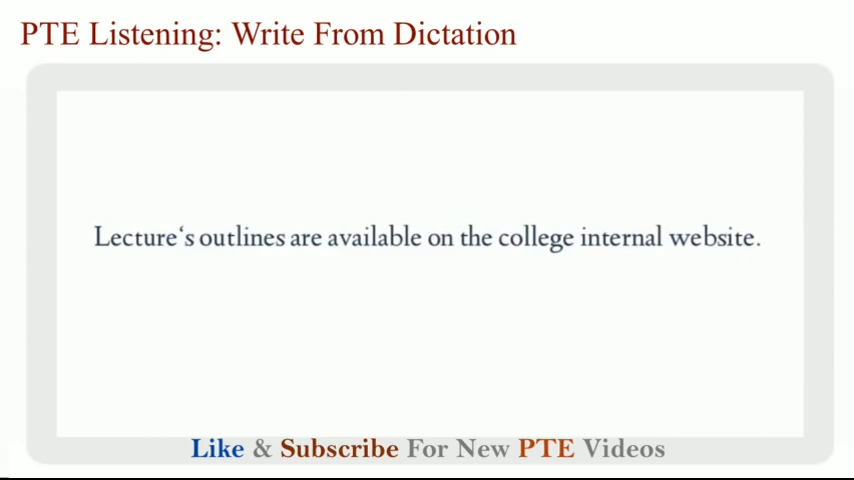 PTE Listening: Write From Dictation
Lecture‘s outlines are available on the college internal website.
Like & Subscribe For New PTE Videos